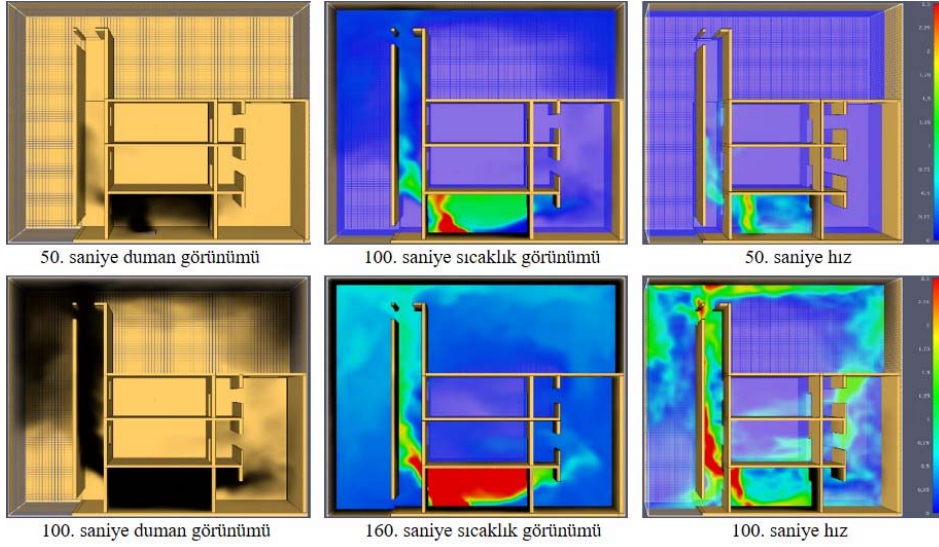 50. saniye duman görünümü
100. saniye sıcaklık görünümü
50. saniye hız
100. saniye duman görünümü
160. saniye sıcaklık görünümü
100. saniye hız